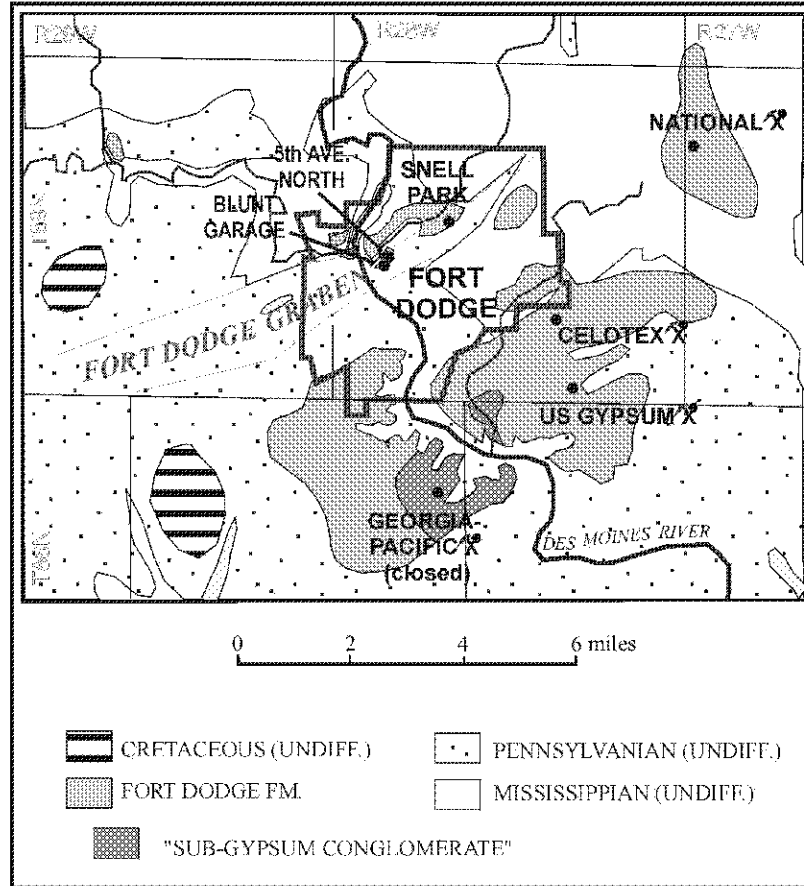 R29W
R28W
R27W
NATIONAL
5th AVE.
NORTH
SNELL
PARK
BLUNT
GARAGE
FORT
DODGE
FORT DODGE GRABEN
CELOTEX
US GYPSUM
GEORGIA-
PACIFIC
(closed)
DES MOINES RIVER
0 2 4 6 miles
CRETACEOUS (UNDIFF.)
PENNSYLVANIAN (UNDIFF.)
FORT DODGE FM.
MISSISSIPPIAN (UNDIFF.)
"SUB-GYPSUM CONGLOMERATE"